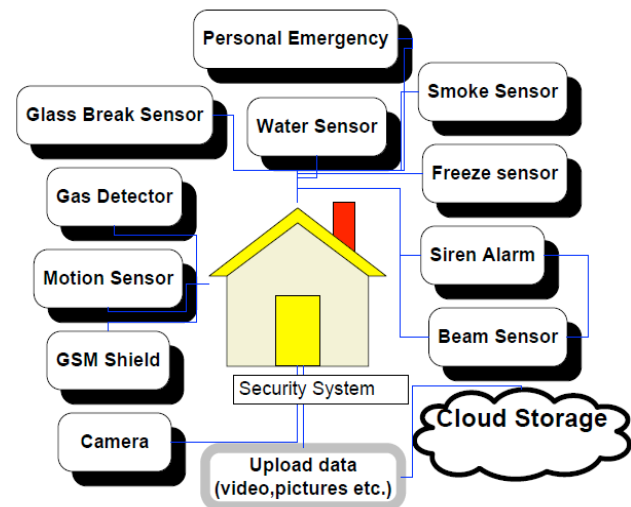 Personal Emergency
Smoke Sensor
Glass Break Sensor
Water Sensor
Freeze sensor
Gas Detector
Siren Alarm
Motion Sensor
Beam Sensor
GSM Shield
Security System
Cloud Storage
Camera
Upload data
(video,pictures etc.)